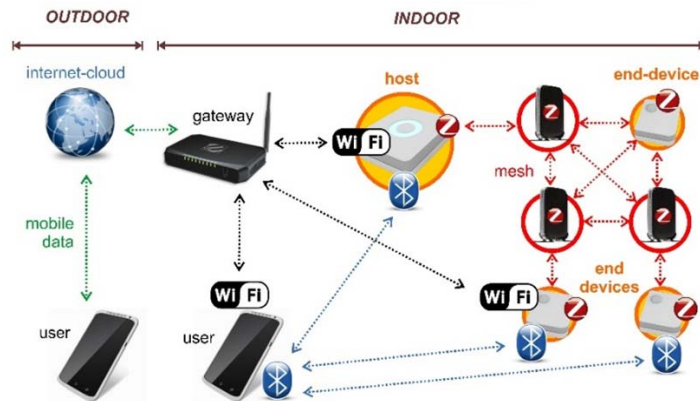 OUTDOOR
INDOOR
internet-cloud
gateway
host
end-device
Wi Fi
Z
Z
Z
mesh
mobile
data
Z
Z
Wi Fi
Wi Fi
end
devices
user
user
Z
Z